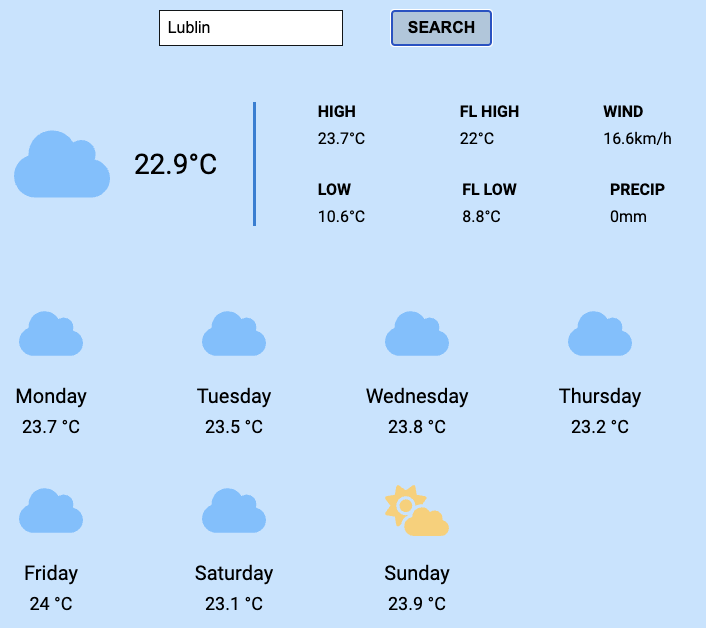 Lublin SEARCH
HIGH FL HIGH WIND
23.7°C 22°C 16.6km/h
22.9°C
LOW FL LOW PRECIP
10.6°C 8.8°C 0mm
Monday Tuesday Wednesday Thursday
23.7 °C 23.5 °C 23.8 °C 23.2 °C
Friday Saturday Sunday
24 °C 23.1 °C 23.9 °C